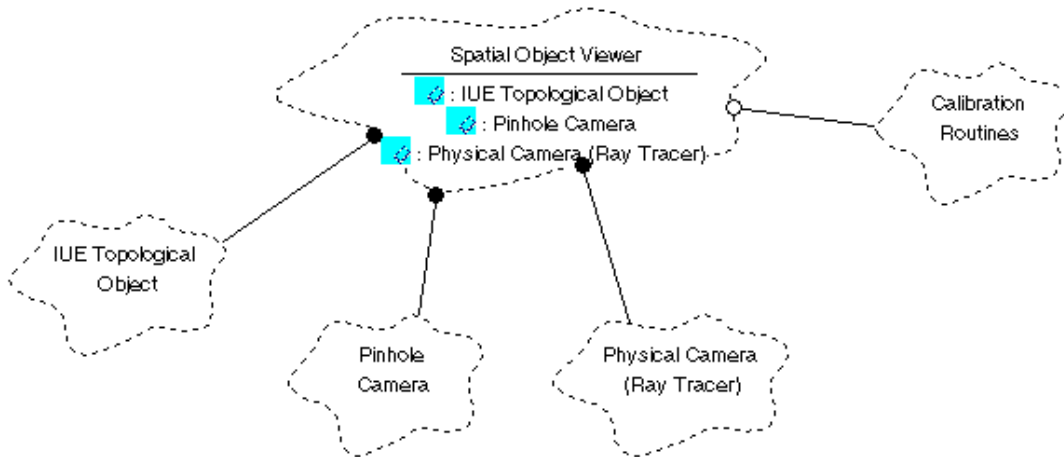 Spatial Object Viewer
: IUE Topological Object
: Pinhole Camera
: Physical Camera (Ray Tracer)
Calibration
Routines
IUE Topological
Object
Pinhole
Camera
Physical Camera
(Ray Tracer)